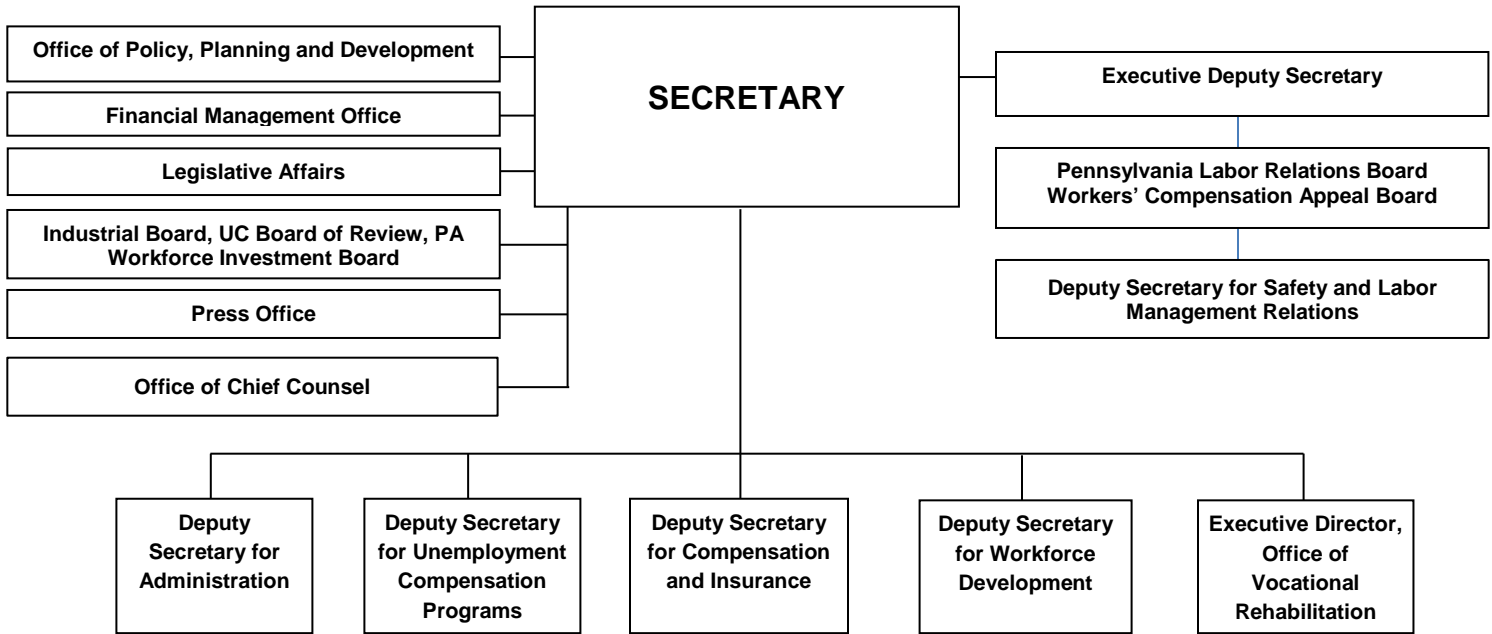 SECRETARY
Office of Policy, Planning and Development
Financial Management Office
Legislative Affairs
Industrial Board, UC Board of Review, PA
Workforce Investment Board
Press Office
Office of Chief Counsel
Executive Deputy Secretary
Pennsylvania Labor Relations Board
Workers’ Compensation Appeal Board
Deputy Secretary for Safety and Labor
Management Relations
Deputy
Secretary for
Administration
Deputy Secretary
for Unemployment
Compensation
Programs
Deputy Secretary
for Compensation
and Insurance
Deputy Secretary
for Workforce
Development
Executive Director,
Office of
Vocational
Rehabilitation